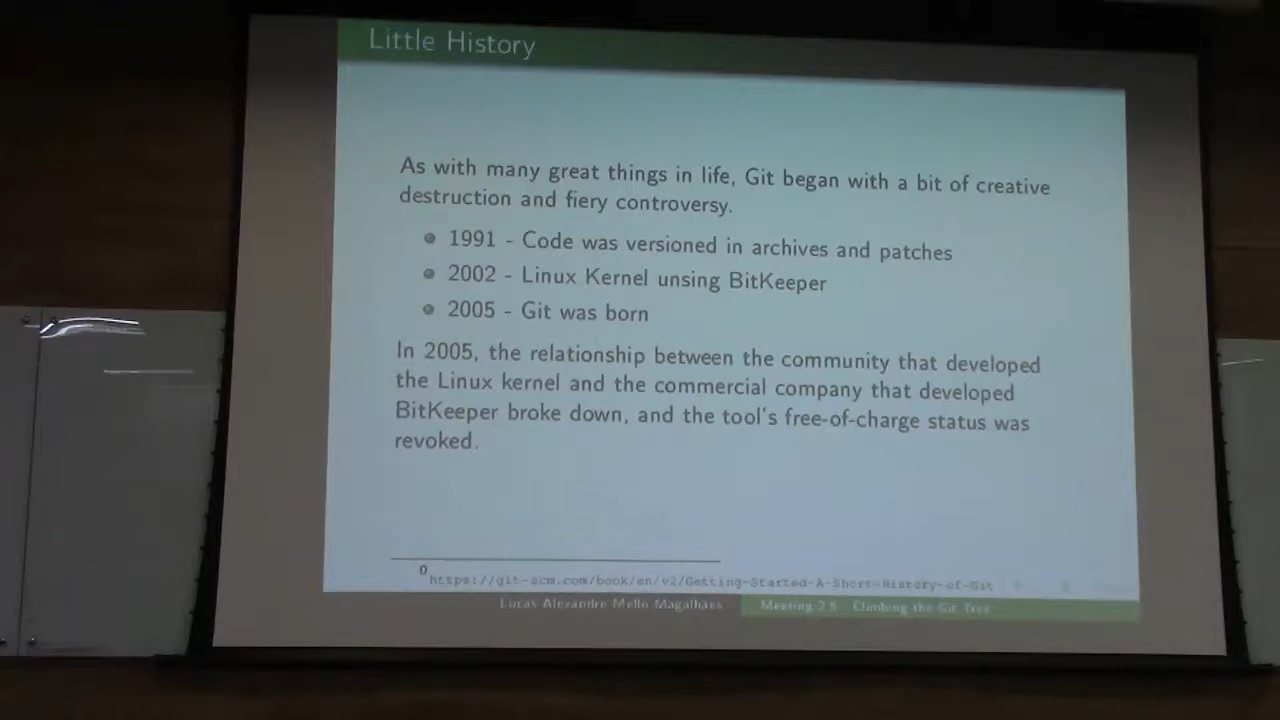 Little History
As with many great things in life, Git began with a bit of creative
destruction and fiery controversy.
1991 - Code was versioned in archives and patches
2002 - Linux Kernel unsing BitKeeper
2005 - Git was born
In 2005, the relationship between the community that developed
the Linux kernel and the commercial company that developed
BitKeeper broke down, and the tool's free-of-charge status was
revoked.
0
https://git-scm.com/book/en/v2/Getting-Started-A-Short-History-of-Git
Lucas Alexandre Mello Magalhães
Meeting 2.5 Climbing the Git Tree